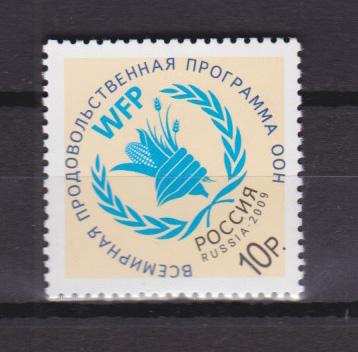 ВСЕМИРНАЯ ПРОДОВОЛЬСТВЕННАЯ ПРОГРАММА ООН
WFP
РОССИЯ
RUSSIA·2009
10р.